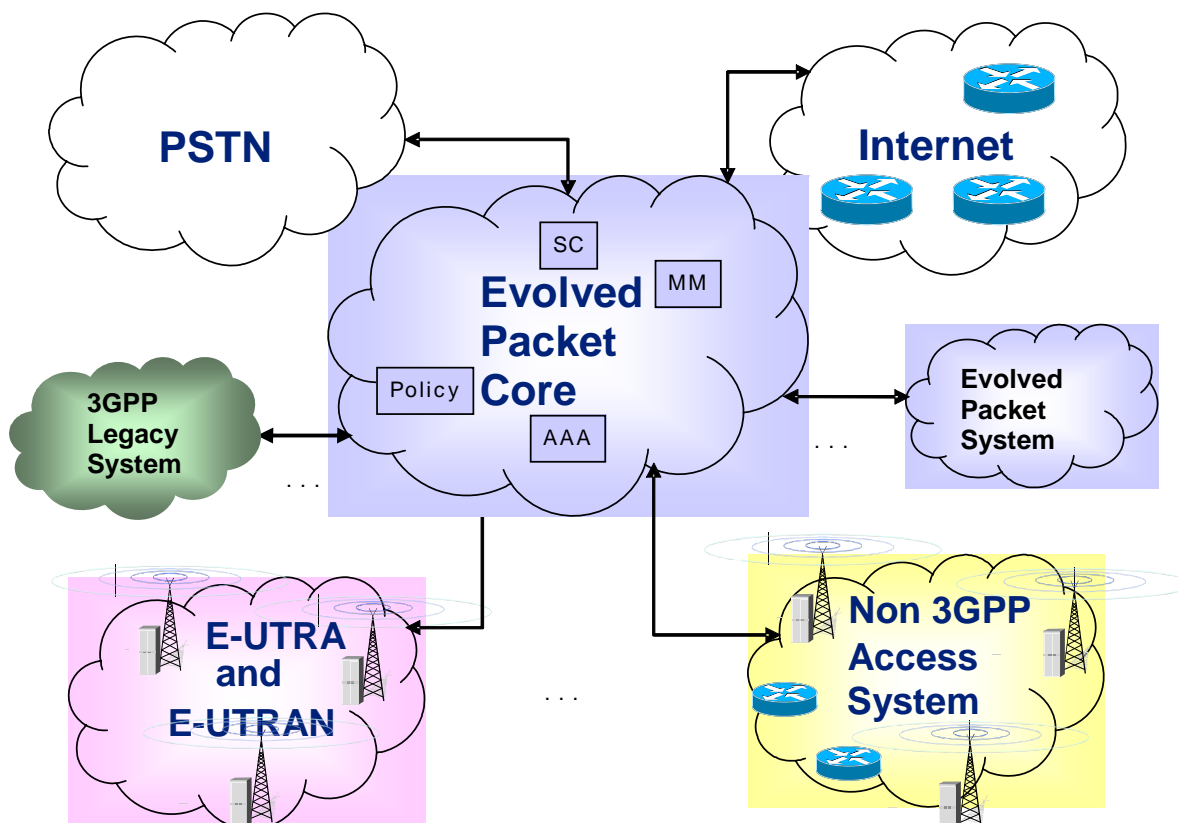 PSTN
Internet
SC
MM
Evolved
Packet
Core
Policy
AAA
3GPP
Legacy
System
. . .
Evolved
Packet
System
. . .
E-UTRA
and
E-UTRAN
. . .
Non 3GPP
Access
System